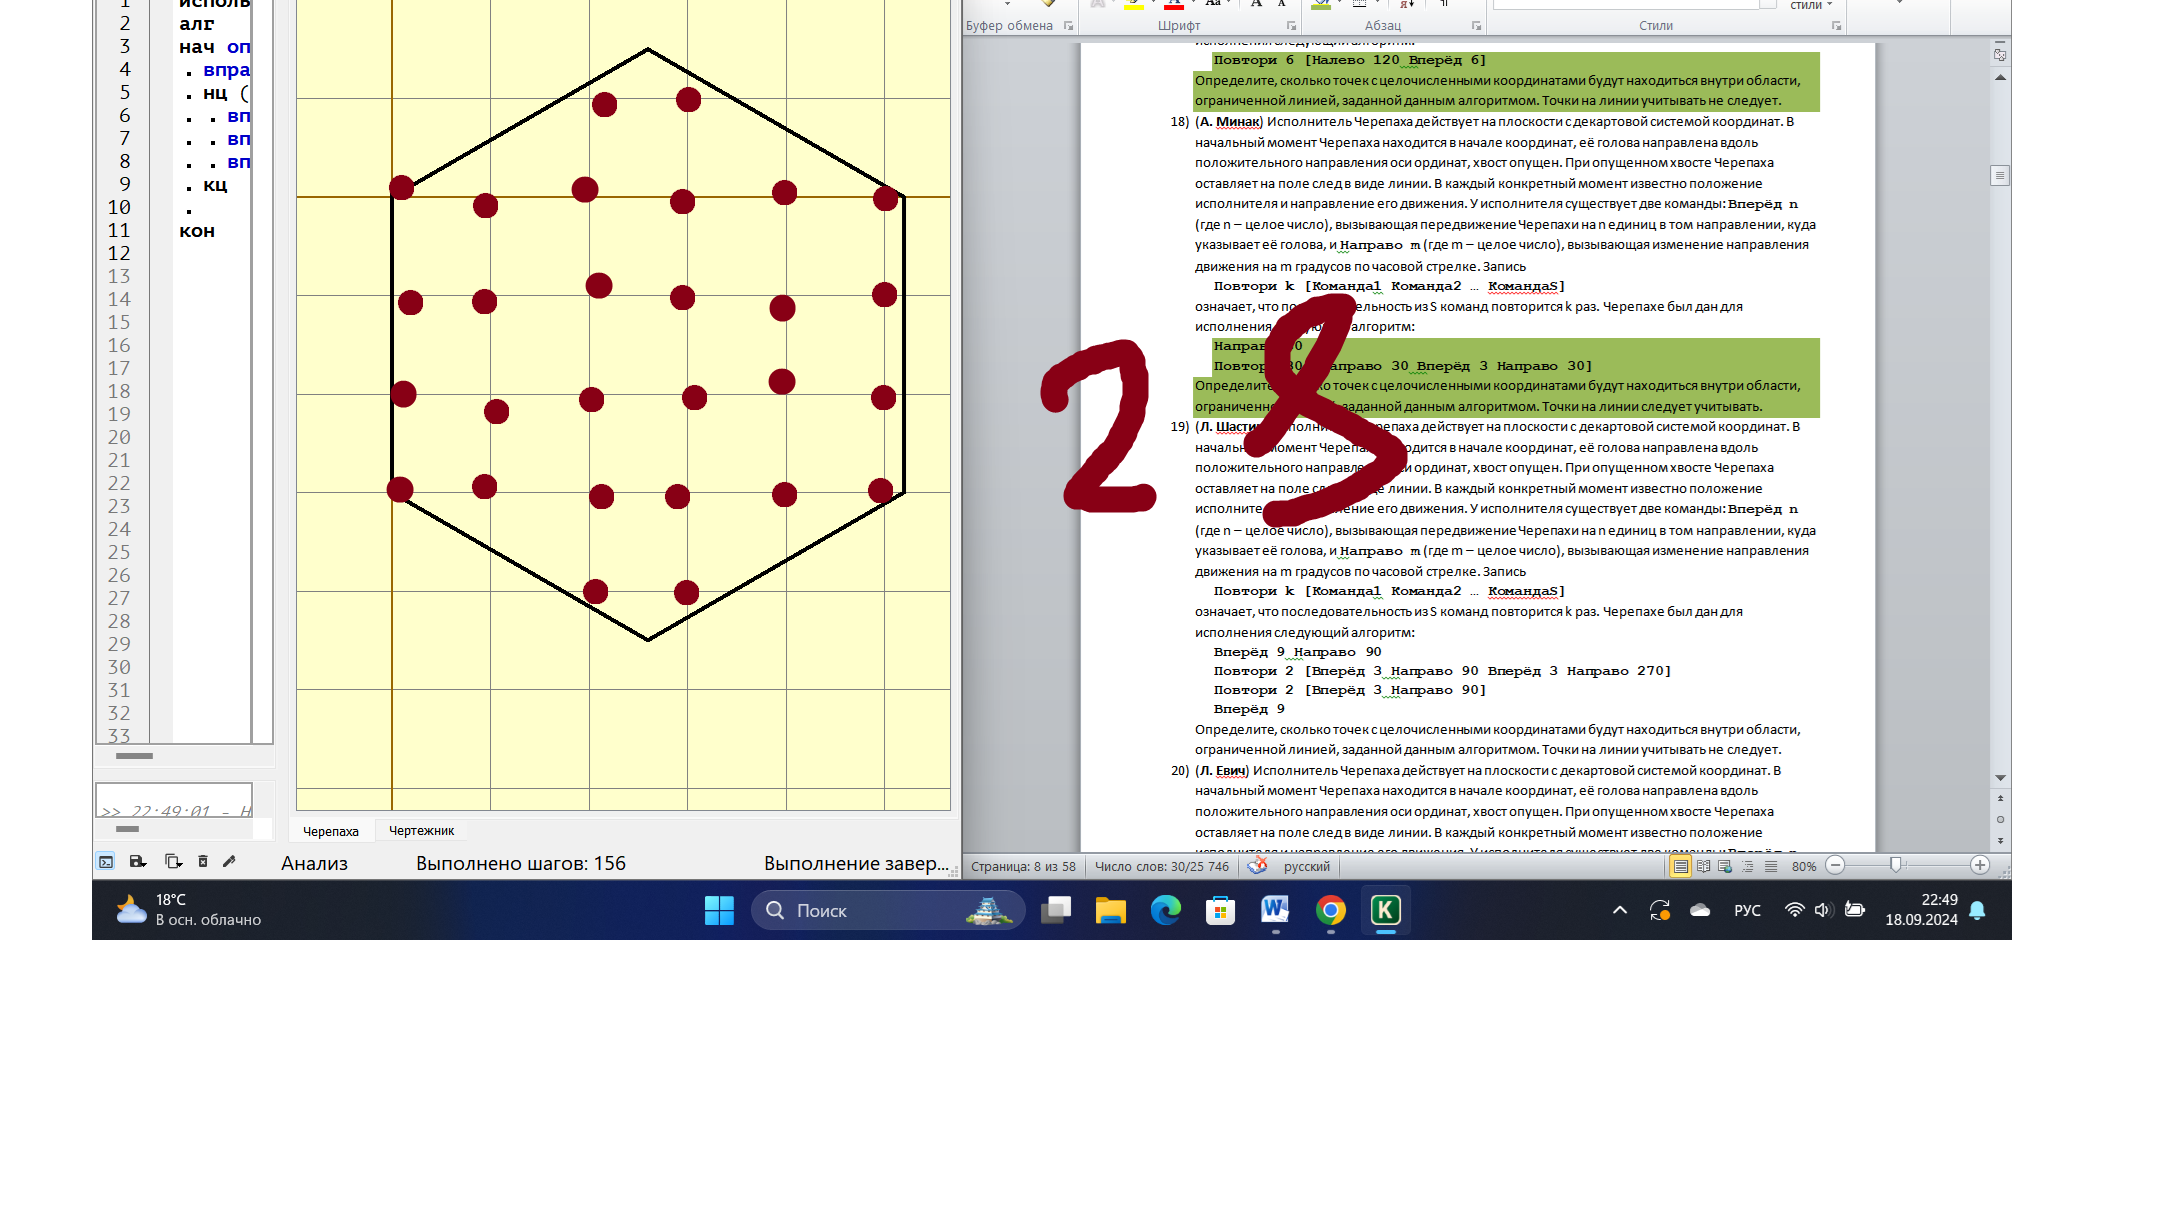 1 исполь
2 алг
3 нач оп
4 . впра
5 . нц (
6 . . вп
7 . . вп
8 . . вп
9 . кц
10 .
11 кон
12
13
14
15
16
17
18
19
20
21
22
23
24
25
26
27
28
29
30
31
32
33
>> 22:49:01 - Н
Черепаха Чертежник
Анализ Выполнено шагов: 156 Выполнение завер...
стили
Буфер обмена Шрифт Абзац Стили
исполнения следующий алгоритм:
Повтори 6 [Налево 120 Вперёд 6]
Определите, сколько точек с целочисленными координатами будут находиться внутри области,
ограниченной линией, заданной данным алгоритмом. Точки на линии учитывать не следует.
18) (А. Минак) Исполнитель Черепаха действует на плоскости с декартовой системой координат. В
начальный момент Черепаха находится в начале координат, её голова направлена вдоль
положительного направления оси ординат, хвост опущен. При опущенном хвосте Черепаха
оставляет на поле след в виде линии. В каждый конкретный момент известно положение
исполнителя и направление его движения. У исполнителя существует две команды: Вперёд n
(где n – целое число), вызывающая передвижение Черепахи на n единиц в том направлении, куда
указывает её голова, и Направо m (где m – целое число), вызывающая изменение направления
движения на m градусов по часовой стрелке. Запись
Повтори k [Команда1 Команда2 … КомандаS]
означает, что по ельность из S команд повторится k раз. Черепахе был дан для
исполнения алгоритм:
Направ 0
Повтор право 30 Вперёд 3 Направо 30]
Определите о точек с целочисленными координатами будут находиться внутри области,
ограниченн заданной данным алгоритмом. Точки на линии следует учитывать.
19) (Л. Шасти полни Черепаха действует на плоскости с декартовой системой координат. В
начальн момент Череп ходится в начале координат, её голова направлена вдоль
положительного направле и ординат, хвост опущен. При опущенном хвосте Черепаха
оставляет на поле сл де линии. В каждый конкретный момент известно положение
исполните ение его движения. У исполнителя существует две команды: Вперёд n
(где n – целое число), вызывающая передвижение Черепахи на n единиц в том направлении, куда
указывает её голова, и Направо m (где m – целое число), вызывающая изменение направления
движения на m градусов по часовой стрелке. Запись
Повтори k [Команда1 Команда2 … КомандаS]
означает, что последовательность из S команд повторится k раз. Черепахе был дан для
исполнения следующий алгоритм:
Вперёд 9 Направо 90
Повтори 2 [Вперёд 3 Направо 90 Вперёд 3 Направо 270]
Повтори 2 [Вперёд 3 Направо 90]
Вперёд 9
Определите, сколько точек с целочисленными координатами будут находиться внутри области,
ограниченной линией, заданной данным алгоритмом. Точки на линии учитывать не следует.
20) (Л. Евич) Исполнитель Черепаха действует на плоскости с декартовой системой координат. В
начальный момент Черепаха находится в начале координат, её голова направлена вдоль
положительного направления оси ординат, хвост опущен. При опущенном хвосте Черепаха
оставляет на поле след в виде линии. В каждый конкретный момент известно положение
28
Страница: 8 из 58 Число слов: 30/25 746 русский 80%
18°C
В осн. облачно
Поиск
РУС
22:49
18.09.2024